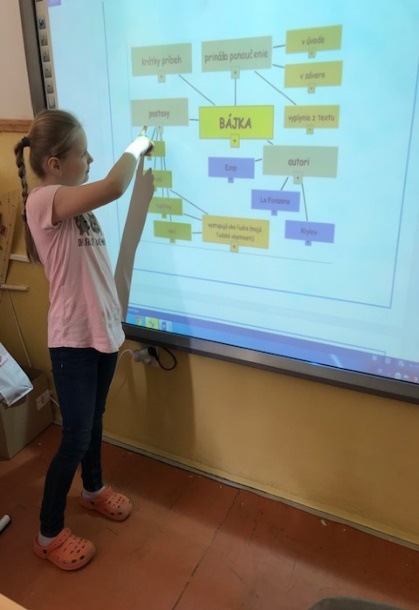 krátky príbeh
prináša ponaučenie
v úvode
v závere
vyplýva z textu
postavy
BÁJKA
autori
Ezop
La Fontaine
Krylov
vystupujú ako ľudia (majú
ľudské vlastnosti)